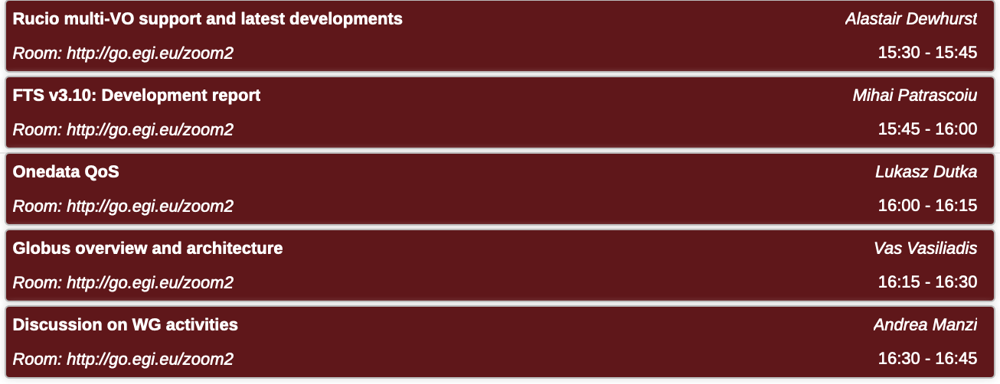 Rucio multi-VO support and latest developments Alastair Dewhurst
Room: http://go.egi.eu/zoom2 15:30 - 15:45
FTS v3.10: Development report Mihai Patrascoiu
Room: http://go.egi.eu/zoom2 15:45 - 16:00
Onedata QoS Lukasz Dutka
Room: http://go.egi.eu/zoom2 16:00 - 16:15
Globus overview and architecture Vas Vasiliadis
Room: http://go.egi.eu/zoom2 16:15 - 16:30
Discussion on WG activities Andrea Manzi
Room: http://go.egi.eu/zoom2 16:30 - 16:45